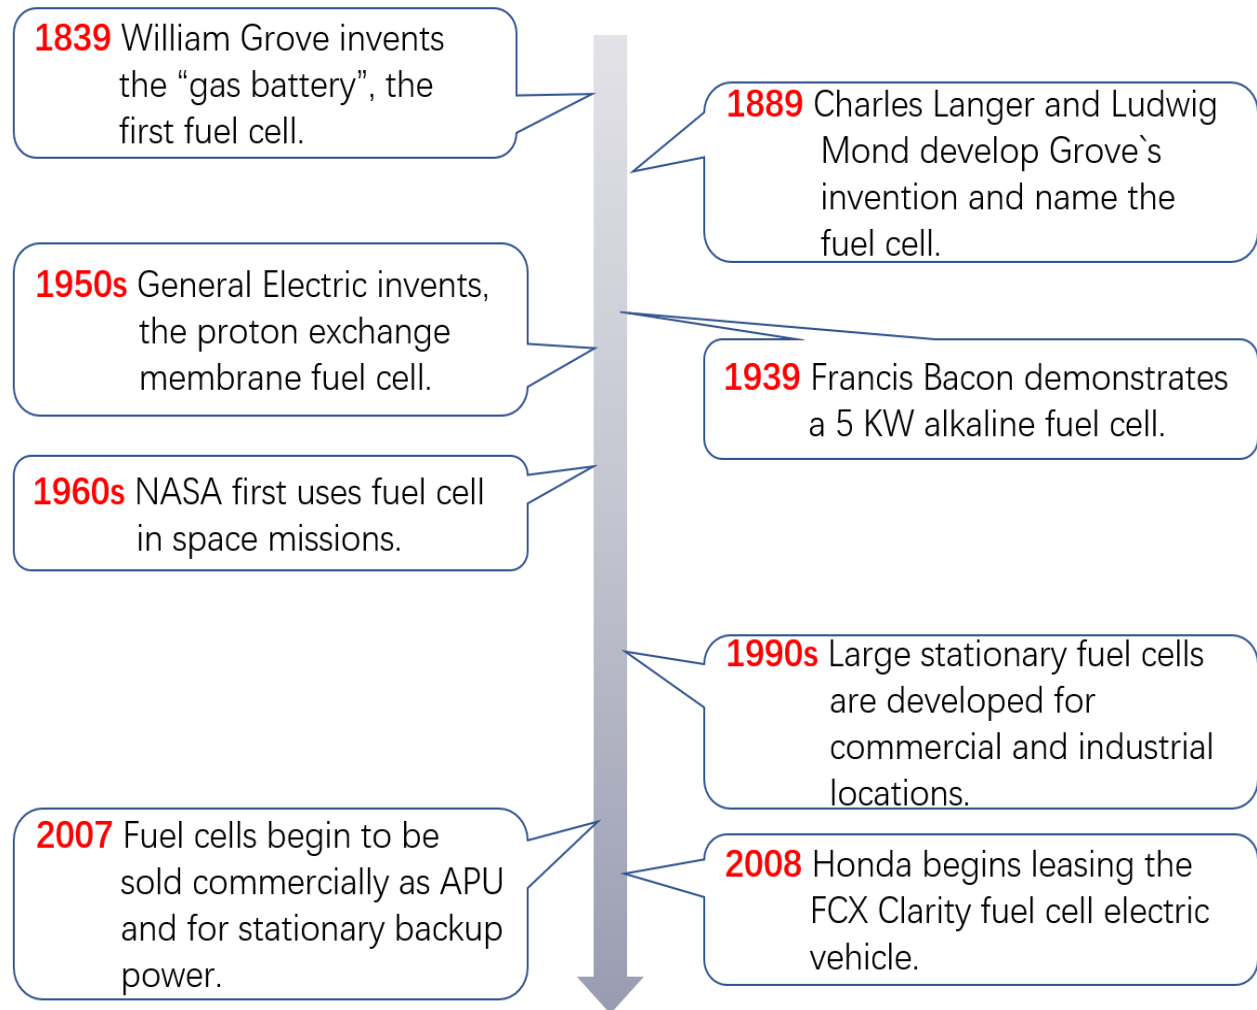 1839 William Grove invents
the “gas battery”, the
first fuel cell.
1889 Charles Langer and Ludwig
Mond develop Grove`s
invention and name the
fuel cell.
1950s General Electric invents,
the proton exchange
membrane fuel cell.
1939 Francis Bacon demonstrates
a 5 KW alkaline fuel cell.
1960s NASA first uses fuel cell
in space missions.
1990s Large stationary fuel cells
are developed for
commercial and industrial
locations.
2007 Fuel cells begin to be
sold commercially as APU
and for stationary backup
power.
2008 Honda begins leasing the
FCX Clarity fuel cell electric
vehicle.